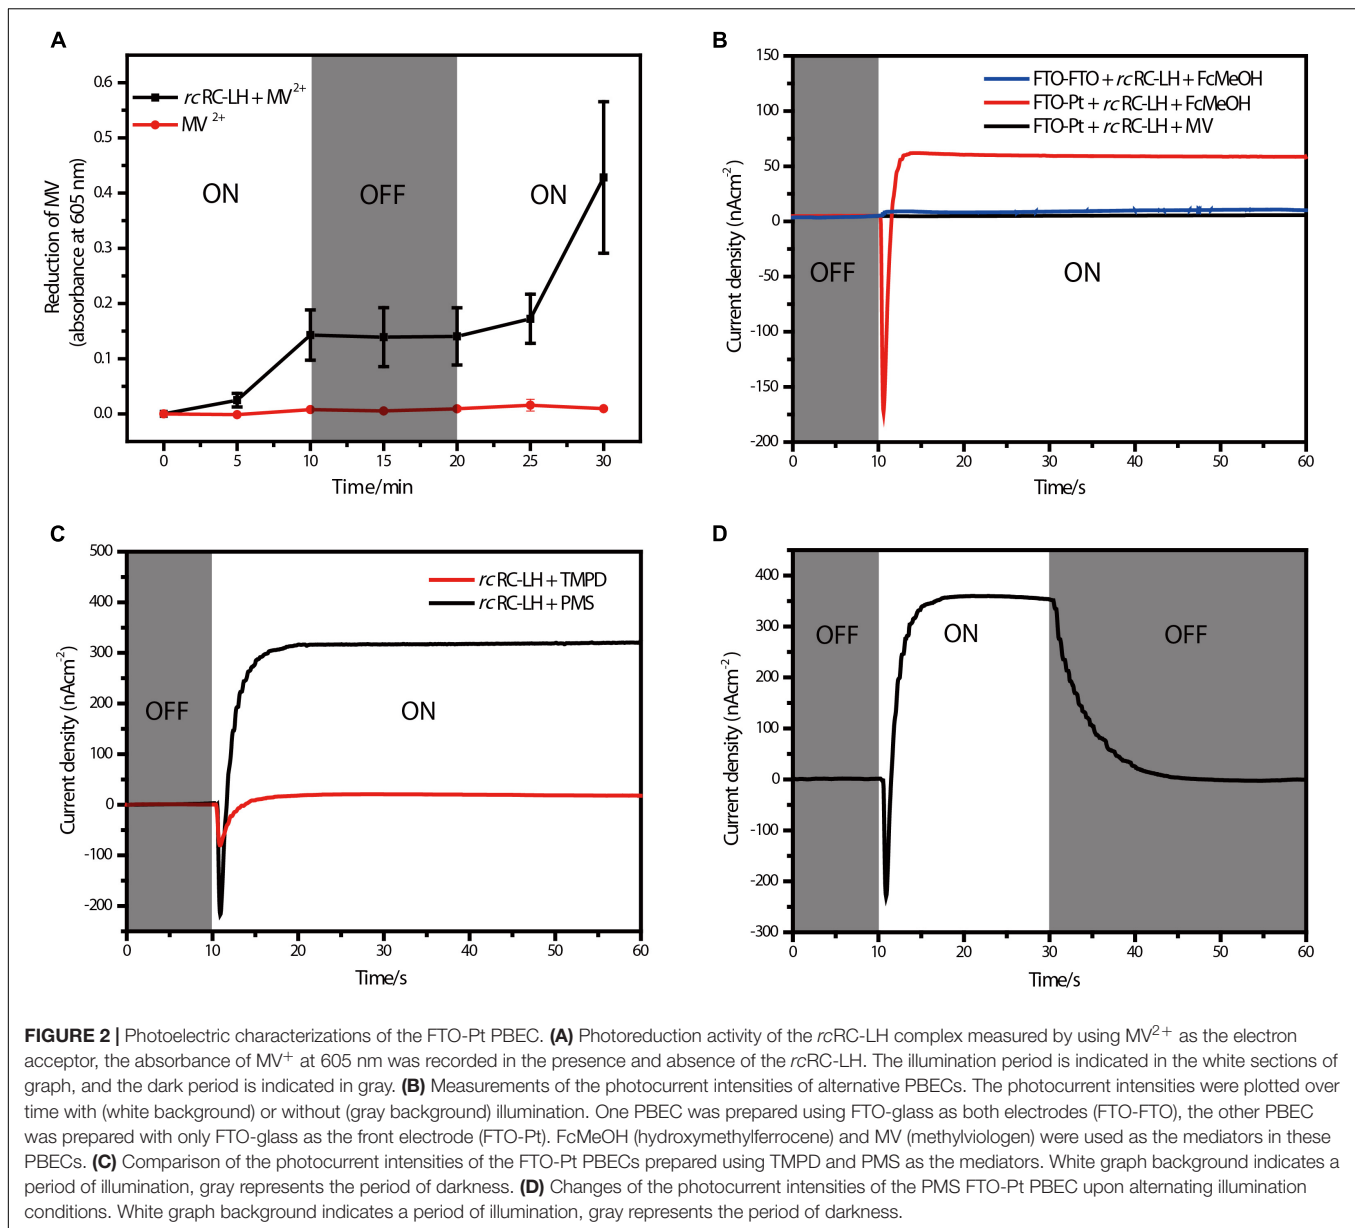 A
0.6
0.5
0.4
0.3
0.2
0.1
0.0
Reduction of MV
(absorbance at 605 nm)
rcRC-LH + MV2+
MV 2+
ON
OFF
ON
0 5 10 15 20 25 30
Time/min
B
150
100
50
0
-50
-100
-150
-200
Current density (nAcm-2)
FTO-FTO + rcRC-LH + FcMeOH
FTO-Pt + rcRC-LH + FcMeOH
FTO-Pt + rcRC-LH + MV
OFF
ON
0 10 20 30 40 50 60
Time/s
C
500
400
300
200
100
0
-100
-200
Current density (nAcm-2)
rcRC-LH + TMPD
rcRC-LH + PMS
OFF
ON
0 10 20 30 40 50 60
Time/s
D
400
300
200
100
0
-100
-200
-300
Current density (nAcm-2)
OFF
ON
OFF
0 10 20 30 40 50 60
Time/s
FIGURE 2 | Photoelectric characterizations of the FTO-Pt PBEC. (A) Photoreduction activity of the rcRC-LH complex measured by using MV2+ as the electron
acceptor, the absorbance of MV+ at 605 nm was recorded in the presence and absence of the rcRC-LH. The illumination period is indicated in the white sections of
graph, and the dark period is indicated in gray. (B) Measurements of the photocurrent intensities of alternative PBECs. The photocurrent intensities were plotted over
time with (white background) or without (gray background) illumination. One PBEC was prepared using FTO-glass as both electrodes (FTO-FTO), the other PBEC
was prepared with only FTO-glass as the front electrode (FTO-Pt). FcMeOH (hydroxymethylferrocene) and MV (methylviologen) were used as the mediators in these
PBECs. (C) Comparison of the photocurrent intensities of the FTO-Pt PBECs prepared using TMPD and PMS as the mediators. White graph background indicates a
period of illumination, gray represents the period of darkness. (D) Changes of the photocurrent intensities of the PMS FTO-Pt PBEC upon alternating illumination
conditions. White graph background indicates a period of illumination, gray represents the period of darkness.